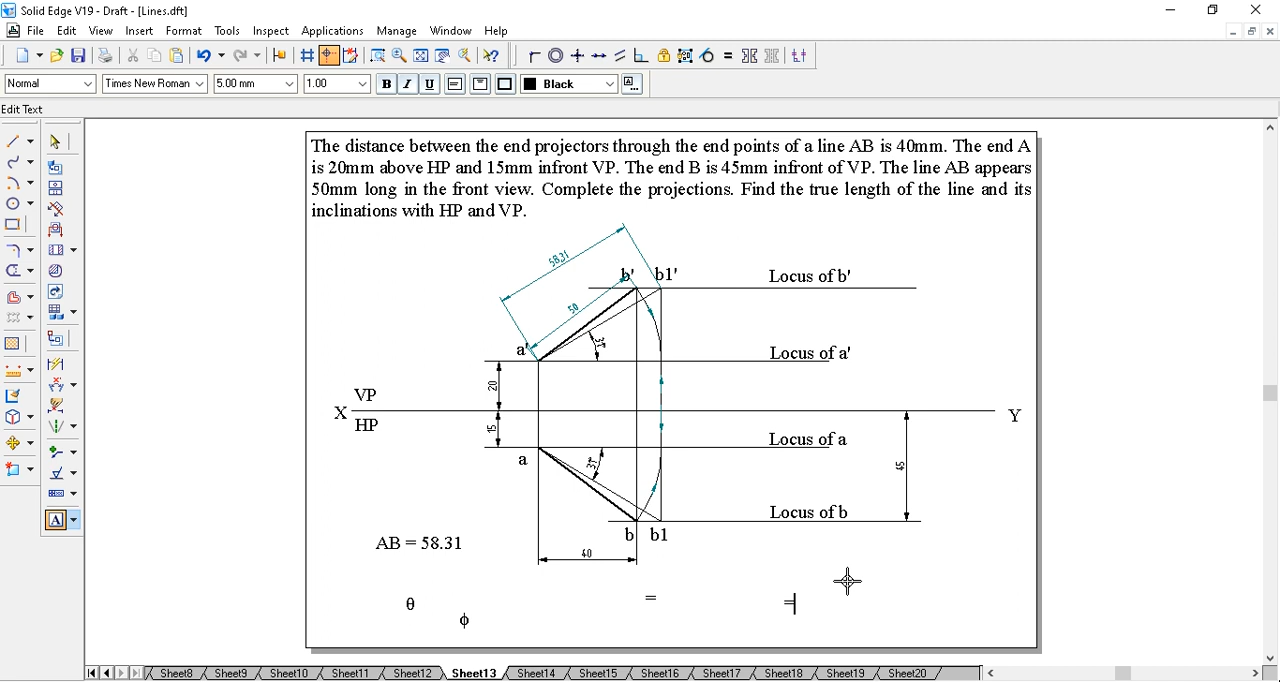 Solid Edge V19 - Draft - [Lines.dft]
File Edit View Insert Format Tools Inspect Applications Manage Window Help
Normal Times New Roman 5.00 mm 1.00 B I U Black A...
Edit Text
The distance between the end projectors through the end points of a line AB is 40mm. The end A
is 20mm above HP and 15mm infront VP. The end B is 45mm infront of VP. The line AB appears
50mm long in the front view. Complete the projections. Find the true length of the line and its
inclinations with HP and VP.
58.31
b' b1' Locus of b'
50
a' 31° Locus of a'
20
VP
X Y
HP
15
Locus of a
a 31° 45
Locus of b
b b1
AB = 58.31
40
θ = =
ϕ
A
Sheet8 Sheet9 Sheet10 Sheet11 Sheet12 Sheet13 Sheet14 Sheet15 Sheet16 Sheet17 Sheet18 Sheet19 Sheet20